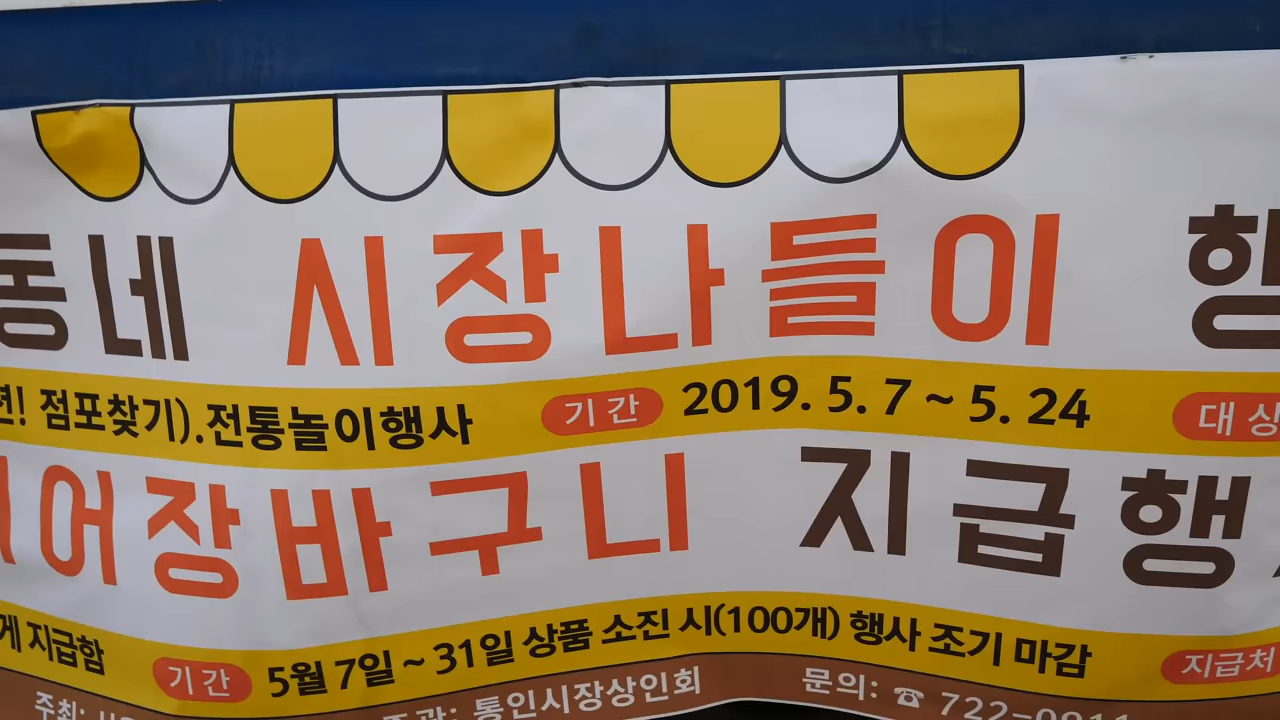 동네 시장나들이 행
점포찾기).전통놀이행사 기간 2019. 5. 7 ~ 5. 24 대상
어장바구니 지급행
게 지급함 기간 5월 7일 ~ 31일 상품 소진 시(100개) 행사 조기 마감 지급처
주최: 주관: 통인시장상인회 문의: ☎ 722-0911